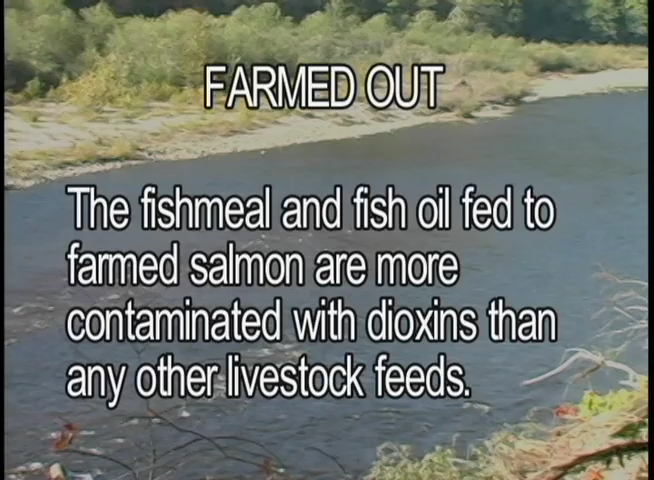 FARMED OUT
The fishmeal and fish oil fed to
farmed salmon are more
contaminated with dioxins than
any other livestock feeds.